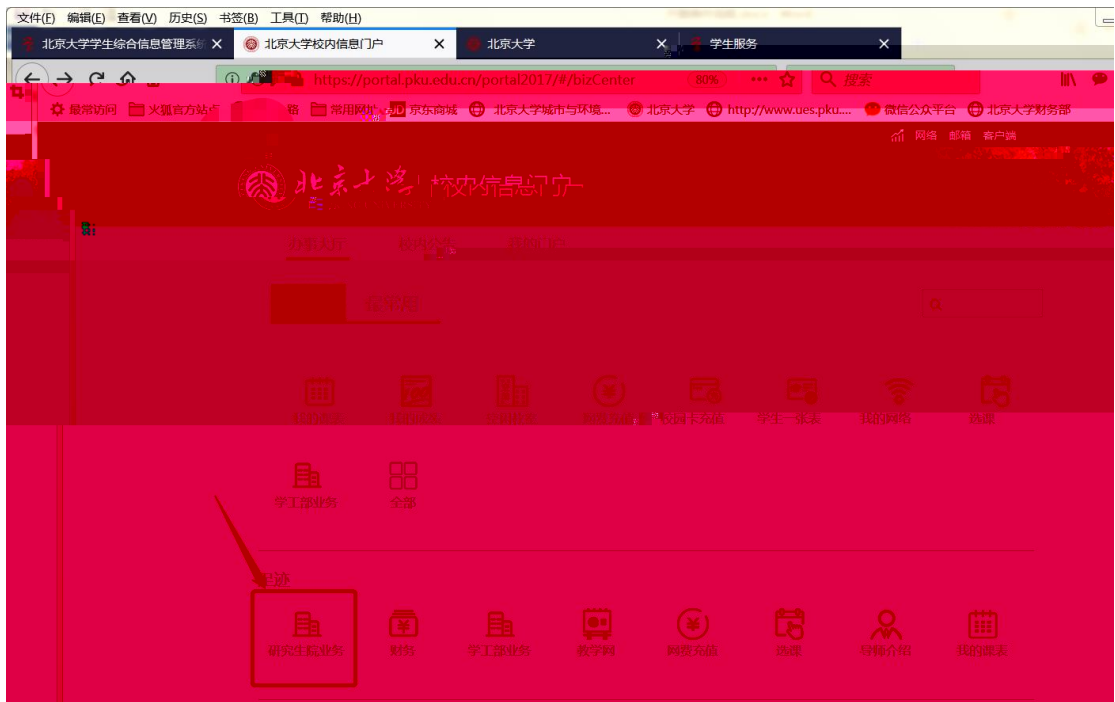 文件(F) 编辑(E) 查看(V) 历史(S) 书签(B) 工具(T) 帮助(H)
北京大学学生综合信息管理系统 北京大学校内信息门户 北京大学 学生服务
https://portal.pku.edu.cn/portal2017/#/bizCenter 80% 搜索
最常访问 火狐官方站点 常用网址 京东商城 北京大学城市与环境... 北京大学 http://www.ues.pku.... 微信公众平台 北京大学财务部
网络 邮箱 客户端
北京大学 校内信息门户
办事大厅
校园卡充值 学生一张表 我的网络 选课
学工部业务 全部
足迹
研究生院业务 财务 学工部业务 教学网 网费充值 选课 导师介绍 我的课表